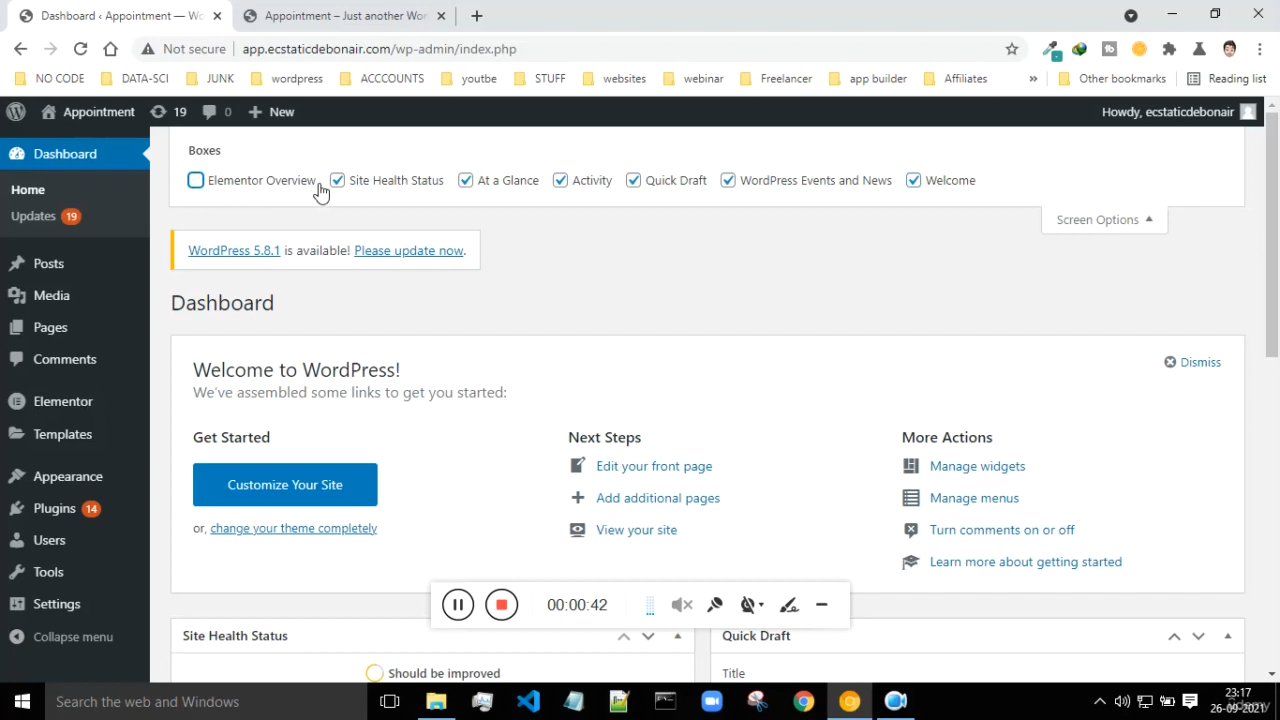 Dashboard ‹ Appointment — Wo
Appointment – Just another Wor
Not secure
app.ecstaticdebonair.com/wp-admin/index.php
NO CODE
DATA-SCI
JUNK
wordpress
ACCCOUNTS
youtbe
STUFF
websites
webinar
Freelancer
app builder
Affiliates
»
Other bookmarks
Reading list
Appointment
19
0
New
Howdy, ecstaticdebonair
Dashboard
Home
Updates 19
Posts
Media
Pages
Comments
Elementor
Templates
Appearance
Plugins 14
Users
Tools
Settings
Collapse menu
Boxes
Elementor Overview
Site Health Status
At a Glance
Activity
Quick Draft
WordPress Events and News
Welcome
Screen Options
WordPress 5.8.1 is available! Please update now.
Dashboard
Welcome to WordPress!
We've assembled some links to get you started:
Dismiss
Get Started
Customize Your Site
or, change your theme completely
Next Steps
Edit your front page
Add additional pages
View your site
More Actions
Manage widgets
Manage menus
Turn comments on or off
Learn more about getting started
00:00:42
Site Health Status
Should be improved
Quick Draft
Title
Search the web and Windows
23:17
26-09-2021
Udemy